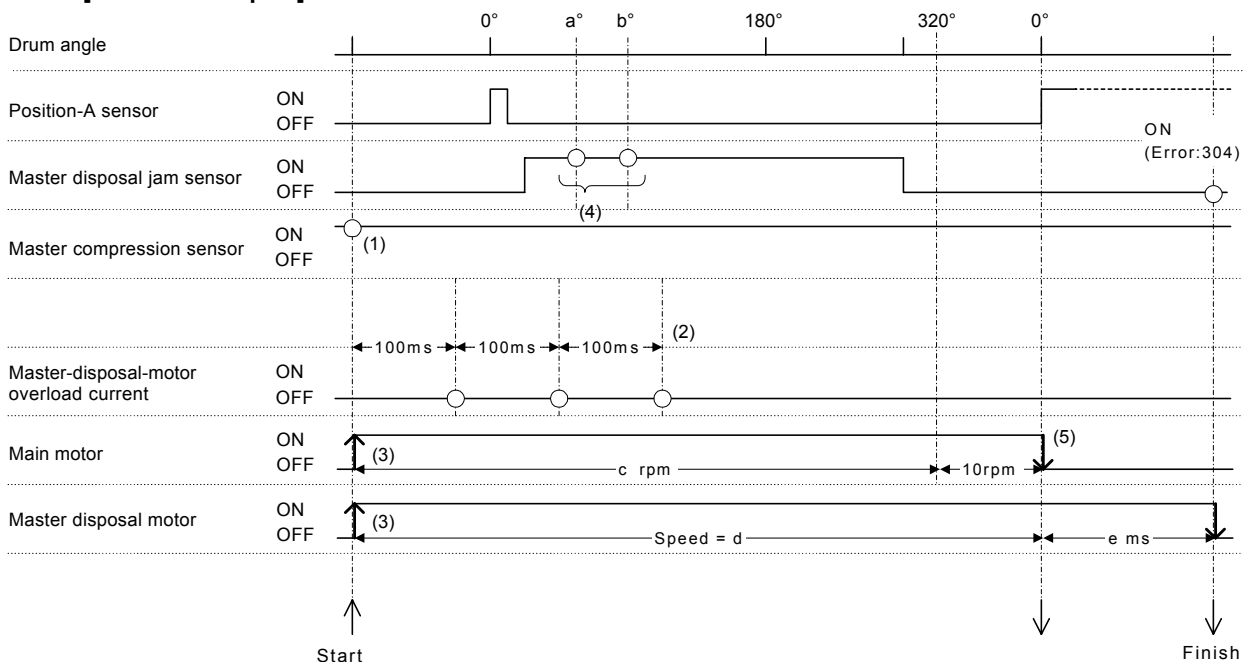 0° a° b° 180° 320° 0°
Drum angle
Position-A sensor ON
OFF
ON
(Error:304)
Master disposal jam sensor ON
OFF
(4)
Master compression sensor ON
OFF
(1)
100ms 100ms 100ms (2)
Master-disposal-motor
overload current
ON
OFF
Main motor ON
OFF
(3)
c rpm 10rpm
(5)
Master disposal motor ON
OFF
(3)
Speed = d e ms
Start Finish